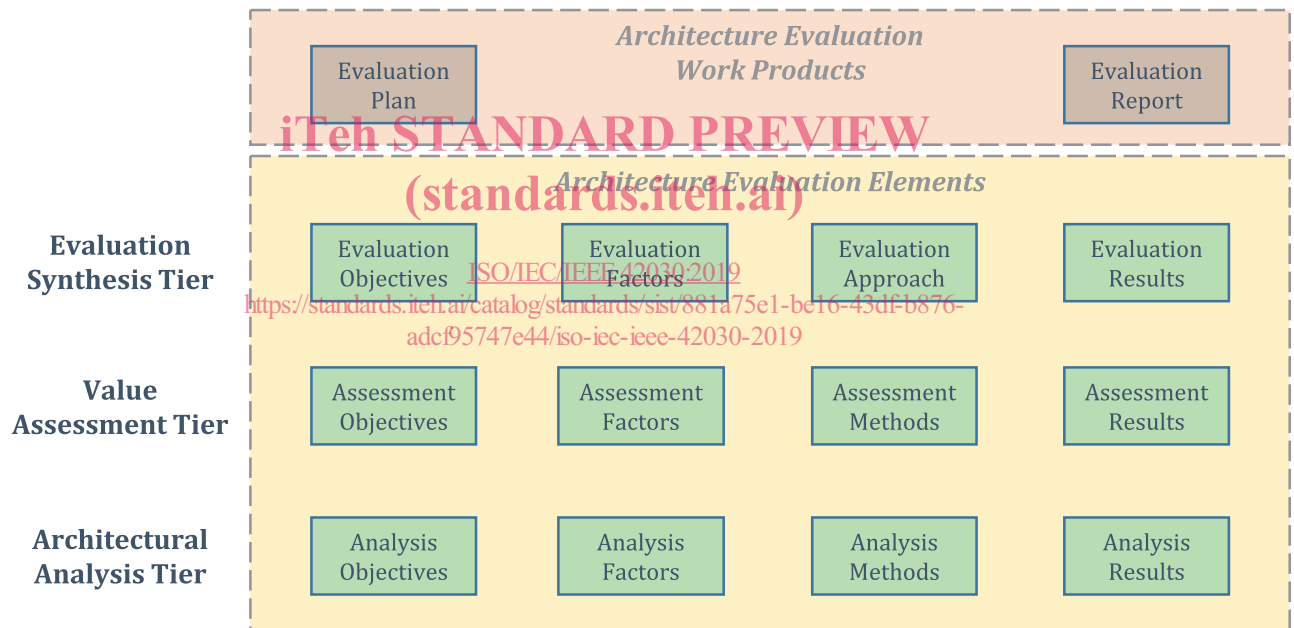 Architecture Evaluation
Work Products
Evaluation
Plan
Evaluation
Report
iTeh STANDARD PREVIEW
(standards.iteh.ai)
Architecture Evaluation Elements
Evaluation
Synthesis Tier
Evaluation
Objectives
Evaluation
Factors
Evaluation
Approach
Evaluation
Results
ISO/IEC/IEEE 42030:2019
https://standards.iteh.ai/catalog/standards/sist/881a75e1-be16-43df-b876-
adcf95747e44/iso-iec-ieee-42030-2019
Value
Assessment Tier
Assessment
Objectives
Assessment
Factors
Assessment
Methods
Assessment
Results
Architectural
Analysis Tier
Analysis
Objectives
Analysis
Factors
Analysis
Methods
Analysis
Results